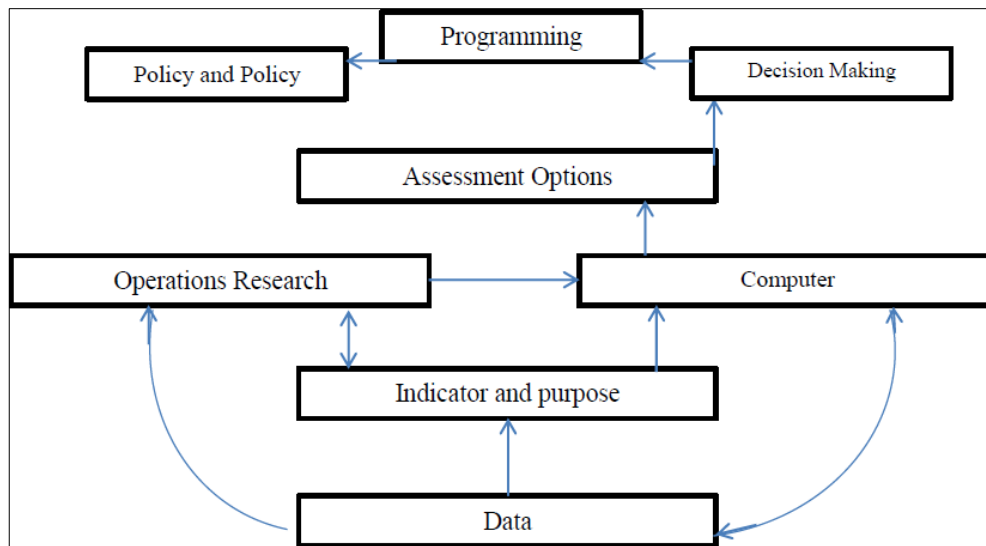 Programming
Policy and Policy
Decision Making
Assessment Options
Operations Research
Computer
Indicator and purpose
Data